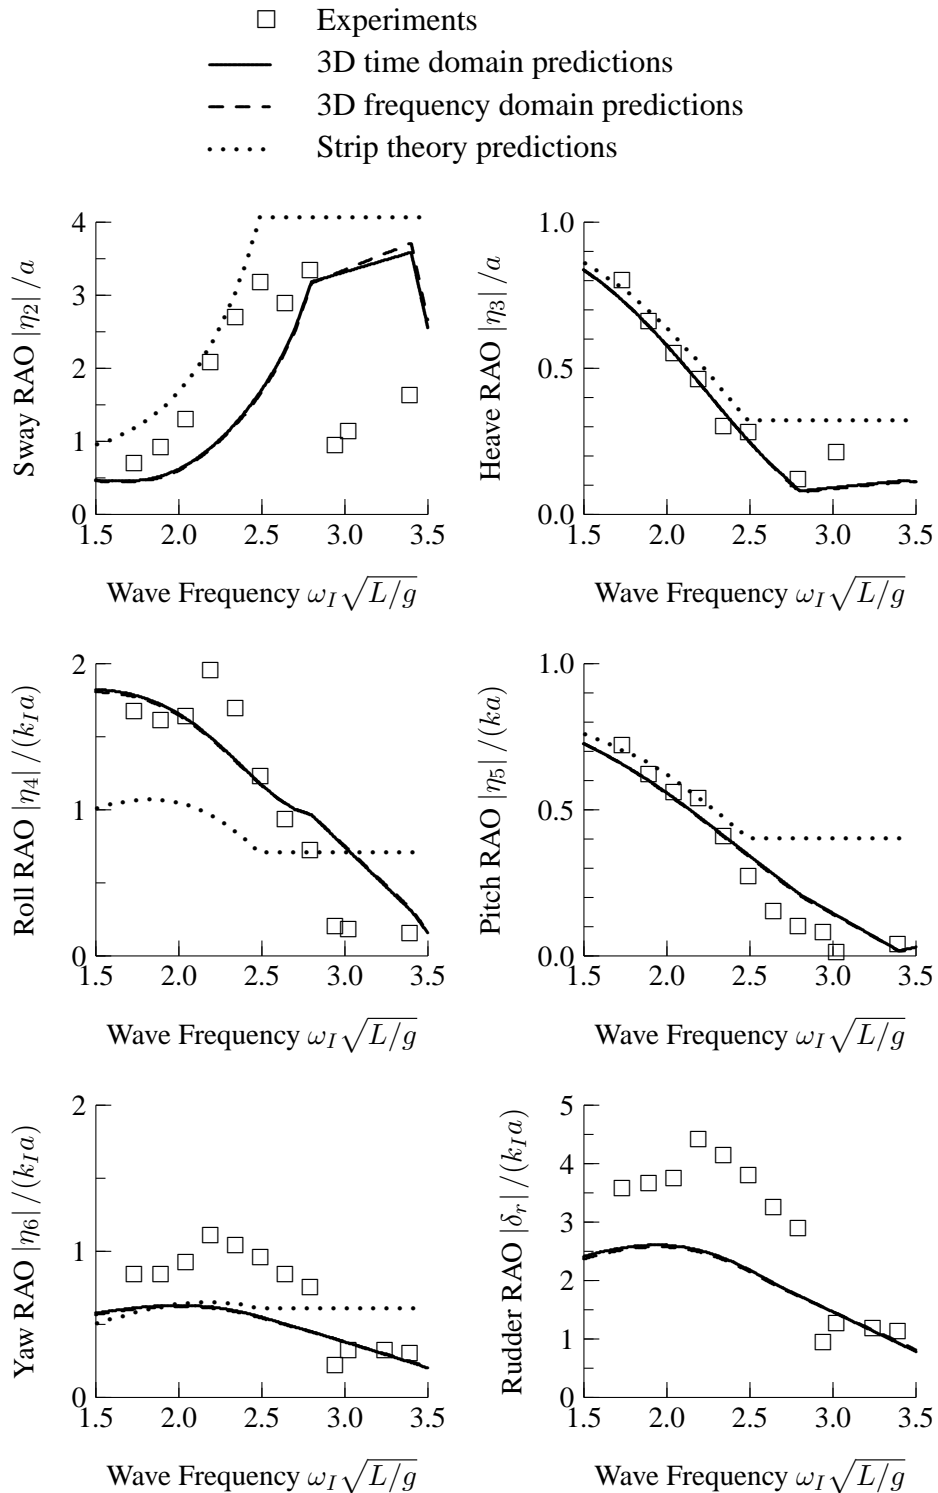 Experiments
3D time domain predictions
3D frequency domain predictions
Strip theory predictions
Sway RAO |η₂|/a
4
3
2
1
0
1.5 2.0 2.5 3.0 3.5
Wave Frequency ω_I√(L/g)
Heave RAO |η₃|/a
1.0
0.5
0.0
1.5 2.0 2.5 3.0 3.5
Wave Frequency ω_I√(L/g)
Roll RAO |η₄|/(k_I a)
2
1
0
1.5 2.0 2.5 3.0 3.5
Wave Frequency ω_I√(L/g)
Pitch RAO |η₅|/(ka)
1.0
0.5
0.0
1.5 2.0 2.5 3.0 3.5
Wave Frequency ω_I√(L/g)
Yaw RAO |η₆|/(k_I a)
2
1
0
1.5 2.0 2.5 3.0 3.5
Wave Frequency ω_I√(L/g)
Rudder RAO |δ_r|/(k_I a)
5
4
3
2
1
0
1.5 2.0 2.5 3.0 3.5
Wave Frequency ω_I√(L/g)